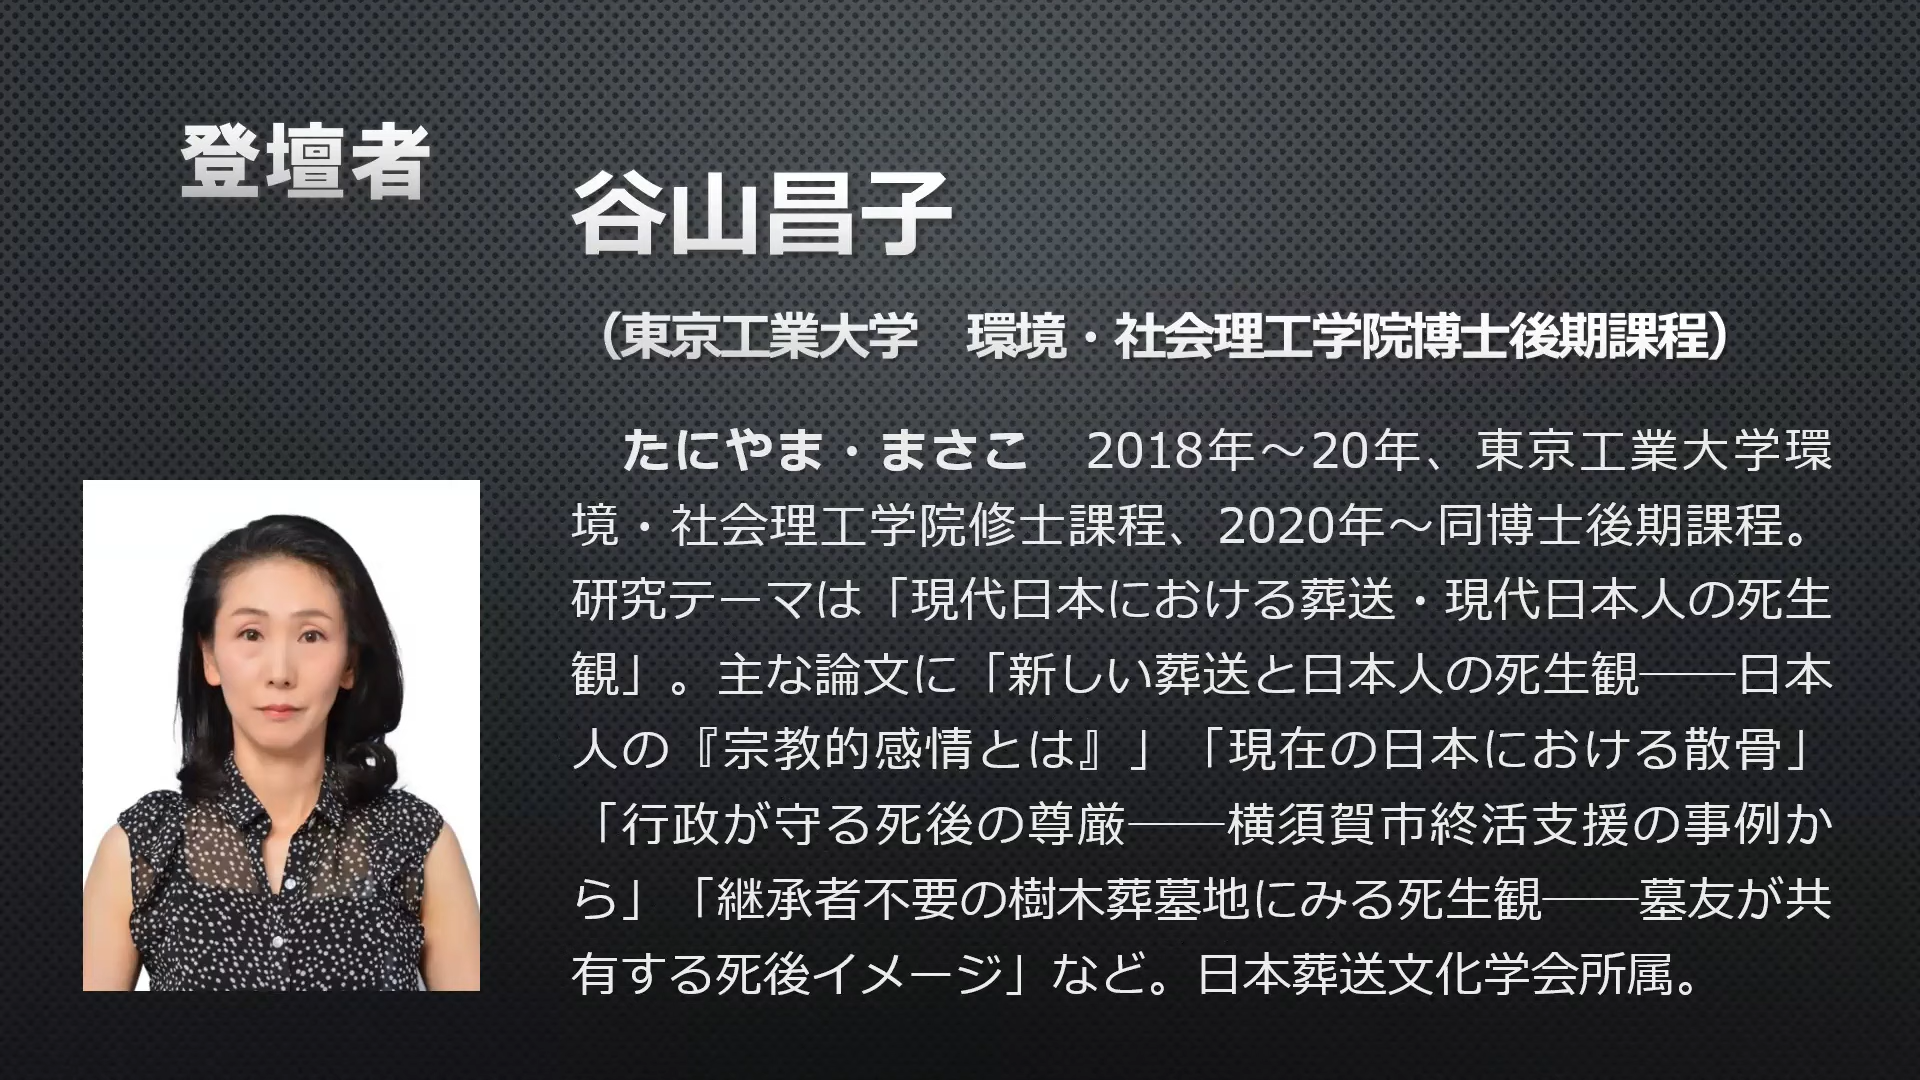 登壇者
谷山昌子
（東京工業大学　環境・社会理工学院博士後期課程）
たにやま・まさこ　2018年～20年、東京工業大学環
境・社会理工学院修士課程、2020年～同博士後期課程。
研究テーマは「現代日本における葬送・現代日本人の死生
観」。主な論文に「新しい葬送と日本人の死生観――日本
人の『宗教的感情とは』」「現在の日本における散骨」
「行政が守る死後の尊厳――横須賀市終活支援の事例か
ら」「継承者不要の樹木葬墓地にみる死生観――墓友が共
有する死後イメージ」など。日本葬送文化学会所属。